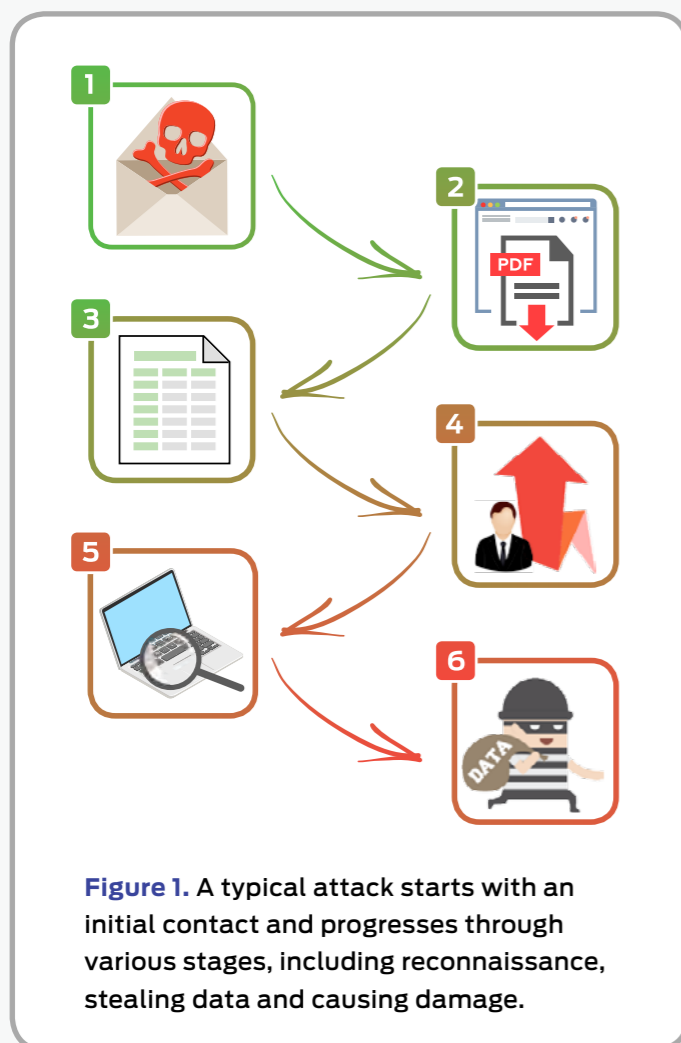 1
2
PDF
3
4
5
6
DATA
Figure 1. A typical attack starts with an
initial contact and progresses through
various stages, including reconnaissance,
stealing data and causing damage.